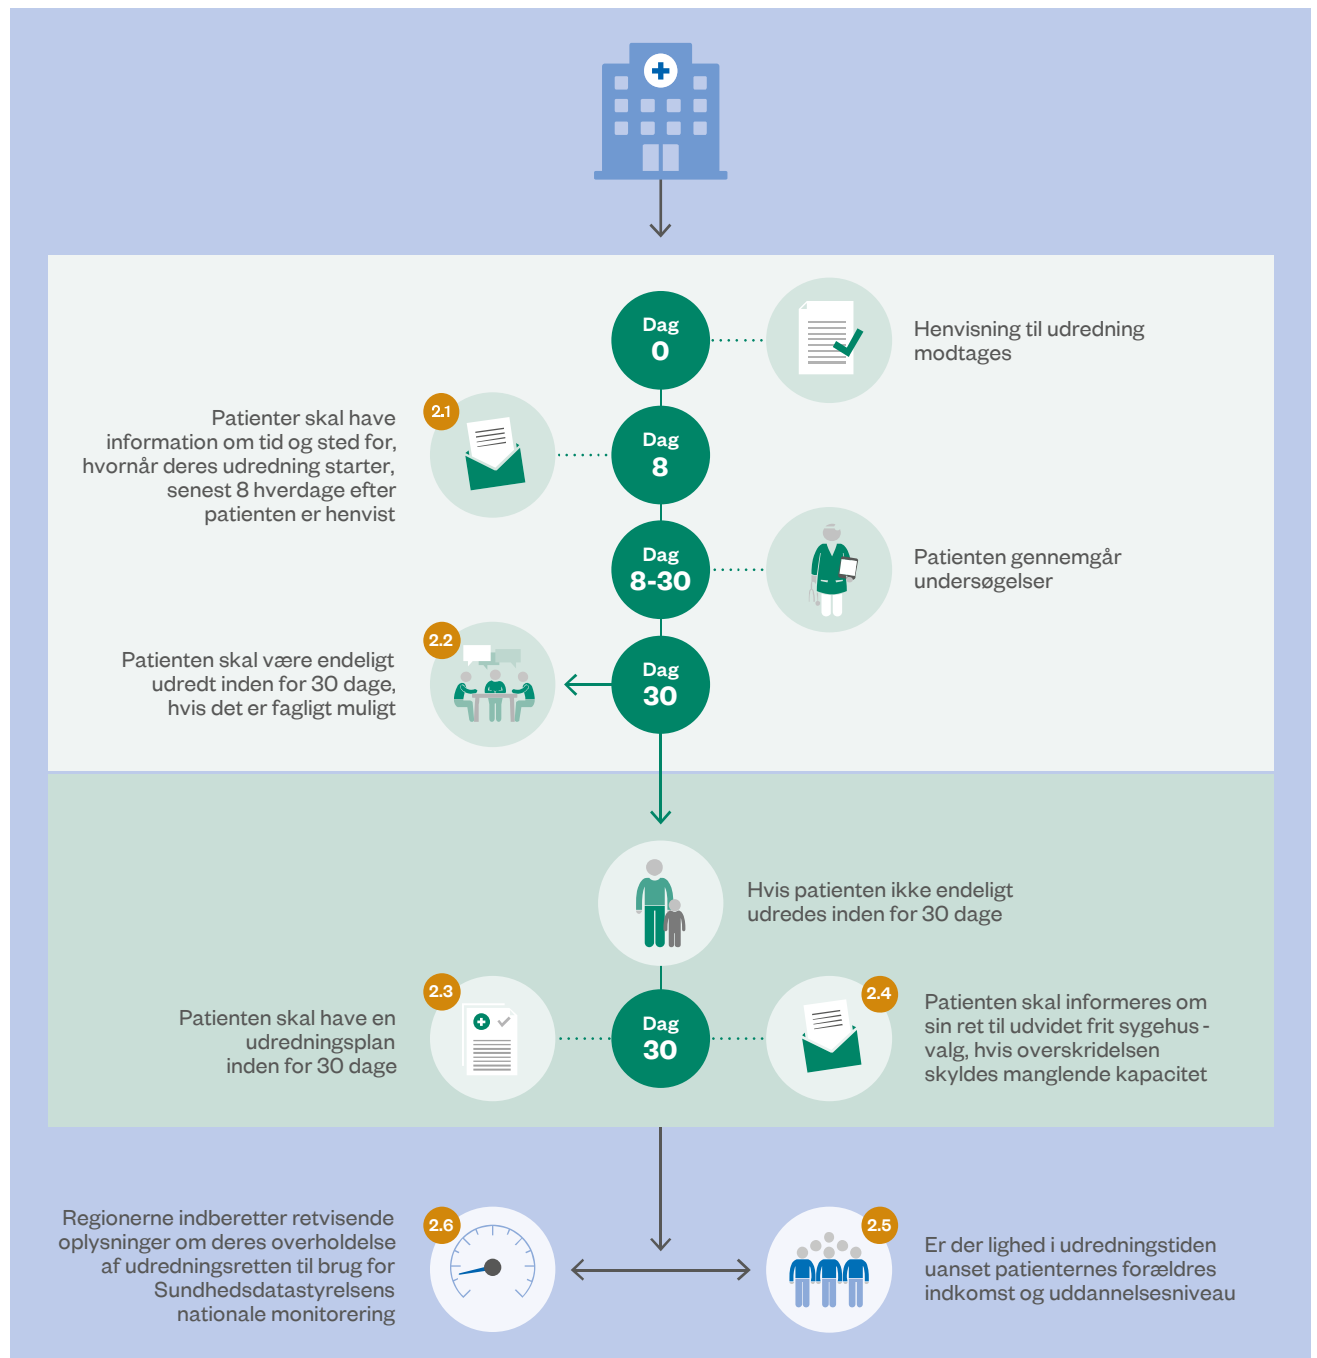 Dag
0
Henvisning til udredning
modtages
2.1
Patienter skal have
information om tid og sted for,
hvornår deres udredning starter,
senest 8 hverdage efter
patienten er henvist
Dag
8
Dag
8-30
Patienten gennemgår
undersøgelser
2.2
Patienten skal være endeligt
udredt inden for 30 dage,
hvis det er fagligt muligt
Dag
30
Hvis patienten ikke endeligt
udredes inden for 30 dage
2.3
Patienten skal have en
udredningsplan
inden for 30 dage
Dag
30
2.4
Patienten skal informeres om
sin ret til udvidet frit sygehus-
valg, hvis overskridelsen
skyldes manglende kapacitet
2.6
Regionerne indberetter retvisende
oplysninger om deres overholdelse
af udredningsretten til brug for
Sundhedsdatastyrelsens
nationale monitorering
2.5
Er der lighed i udredningstiden
uanset patienternes forældres
indkomst og uddannelsesniveau